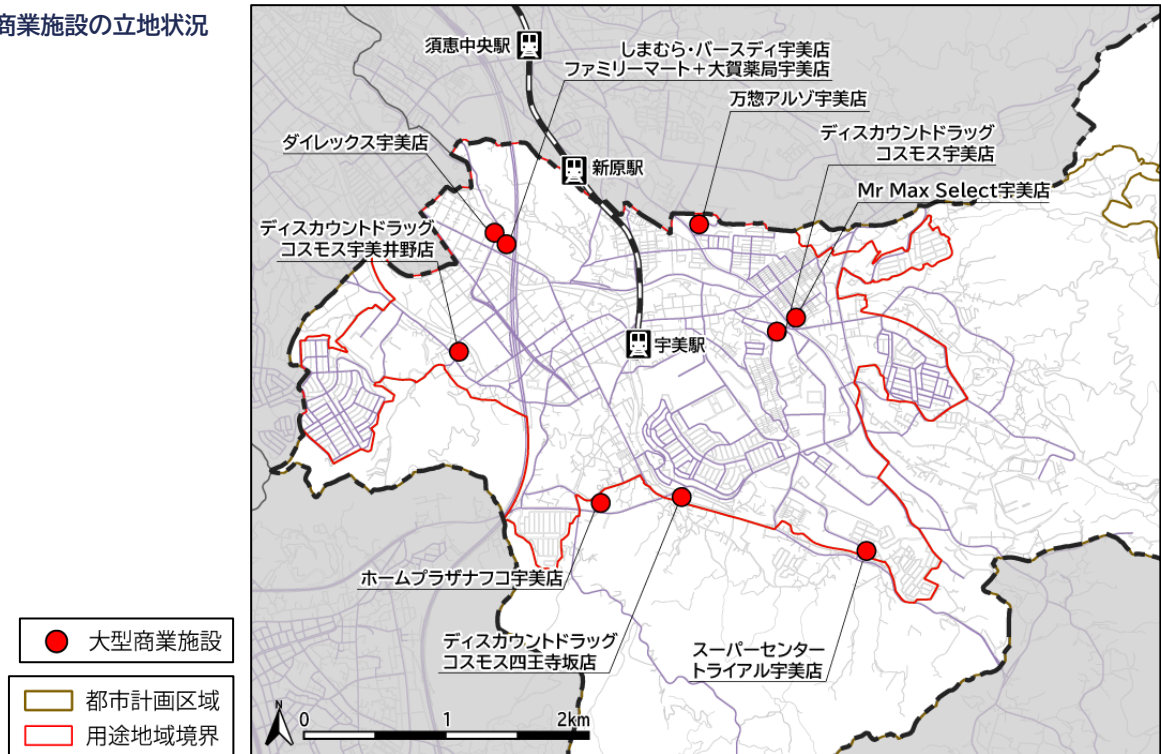 商業施設の立地状況
須恵中央駅
しまむら・バースディ宇美店
ファミリーマート＋大賀薬局宇美店
万惣アルゾ宇美店
ダイレックス宇美店
ディスカウントドラッグ
コスモス宇美店
新原駅
Mr Max Select宇美店
ディスカウントドラッグ
コスモス宇美井野店
宇美駅
ホームプラザナフコ宇美店
ディスカウントドラッグ
コスモス四王寺坂店
スーパーセンター
トライアル宇美店
大型商業施設
都市計画区域
用途地域境界
N
0 1 2km